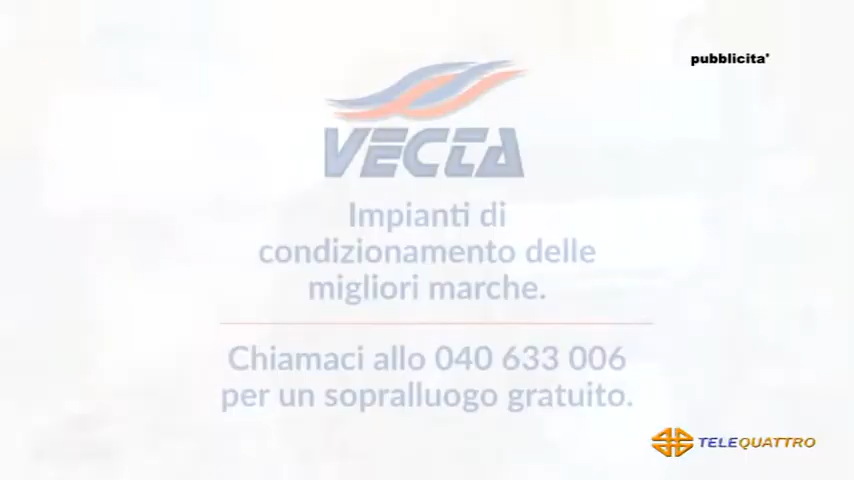 pubblicita'
VECTA
Impianti di
condizionamento delle
migliori marche.
Chiamaci allo 040 633 006
per un sopralluogo gratuito.
TELEQUATTRO